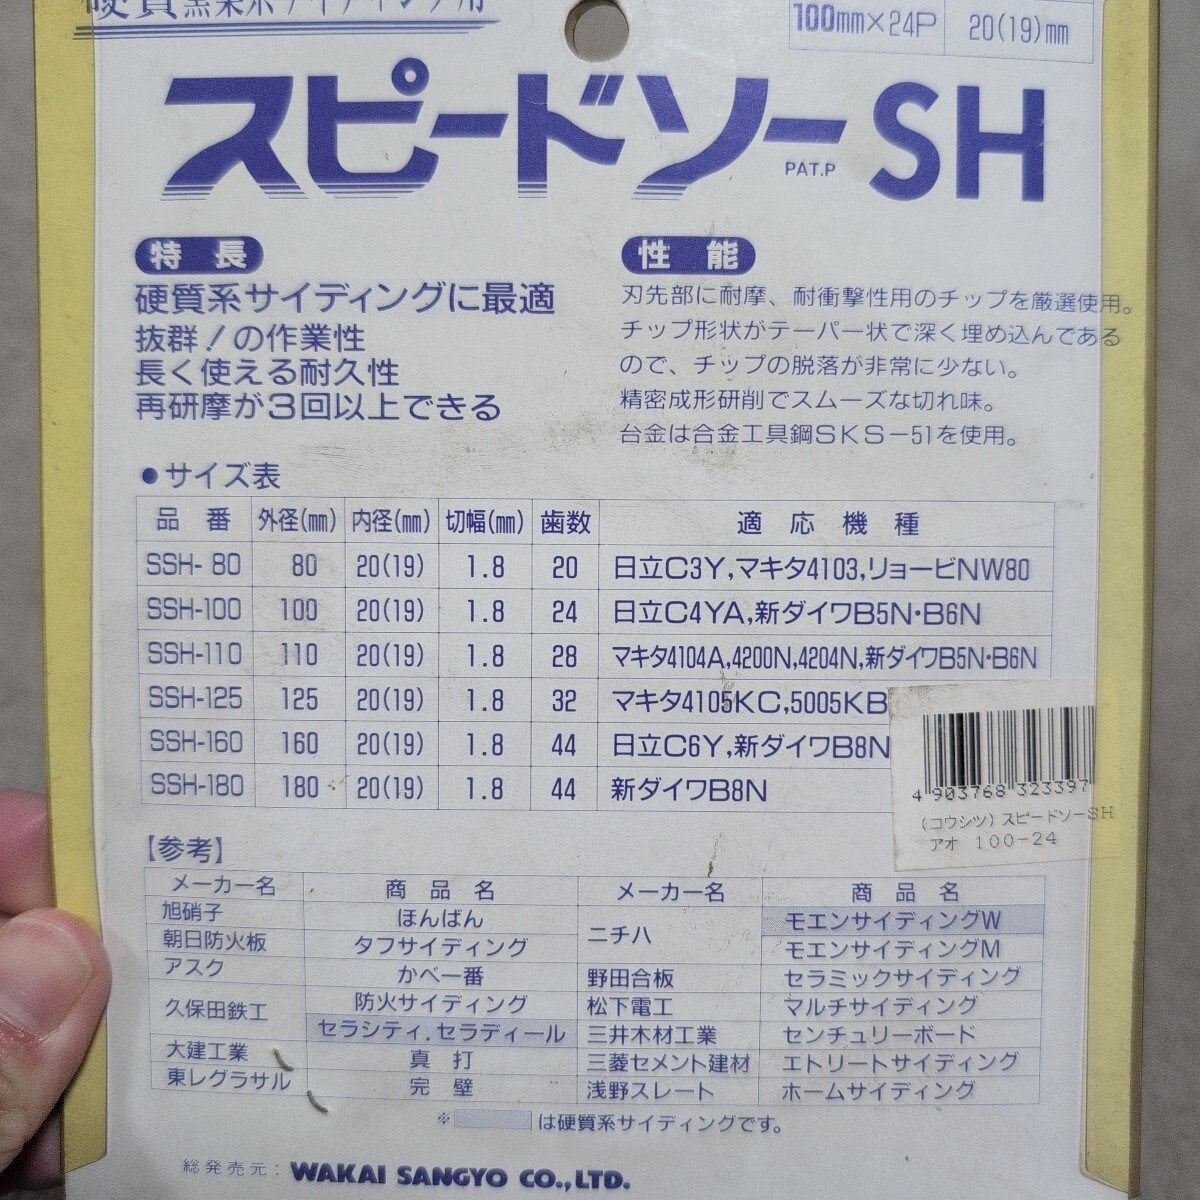 硬質窯業系サイディング用
100mm×24P 20(19)mm
スピードソーSH
PAT.P
特長
硬質系サイディングに最適
抜群!の作業性
長く使える耐久性
再研摩が3回以上できる
性能
刃先部に耐摩、耐衝撃性用のチップを厳選使用。
チップ形状がテーパー状で深く埋め込んである
ので、チップの脱落が非常に少ない。
精密成形研削でスムーズな切れ味。
台金は合金工具鋼SKS-51を使用。
●サイズ表
品番 外径(mm) 内径(mm) 切幅(mm) 歯数 適応機種
SSH-80 80 20(19) 1.8 20 日立C3Y,マキタ4103,リョービNW80
SSH-100 100 20(19) 1.8 24 日立C4YA,新ダイワB5N・B6N
SSH-110 110 20(19) 1.8 28 マキタ4104A,4200N,4204N,新ダイワB5N・B6N
SSH-125 125 20(19) 1.8 32 マキタ4105KC,5005KB
SSH-160 160 20(19) 1.8 44 日立C6Y,新ダイワB8N
SSH-180 180 20(19) 1.8 44 新ダイワB8N
4 903768 323397
(コウシツ)スピードソーSH
アオ 100-24
【参考】
メーカー名 商品名 メーカー名 商品名
旭硝子 ほんばん ニチハ モエンサイディングW
朝日防火板 タフサイディング モエンサイディングM
アスク かべ一番 野田合板 セラミックサイディング
久保田鉄工 防火サイディング 松下電工 マルチサイディング
セラシティ.セラディール 三井木材工業 センチュリーボード
大建工業 真打 三菱セメント建材 エトリートサイディング
東レグラサル 完壁 浅野スレート ホームサイディング
※ は硬質系サイディングです。
総発売元: WAKAI SANGYO CO.,LTD.